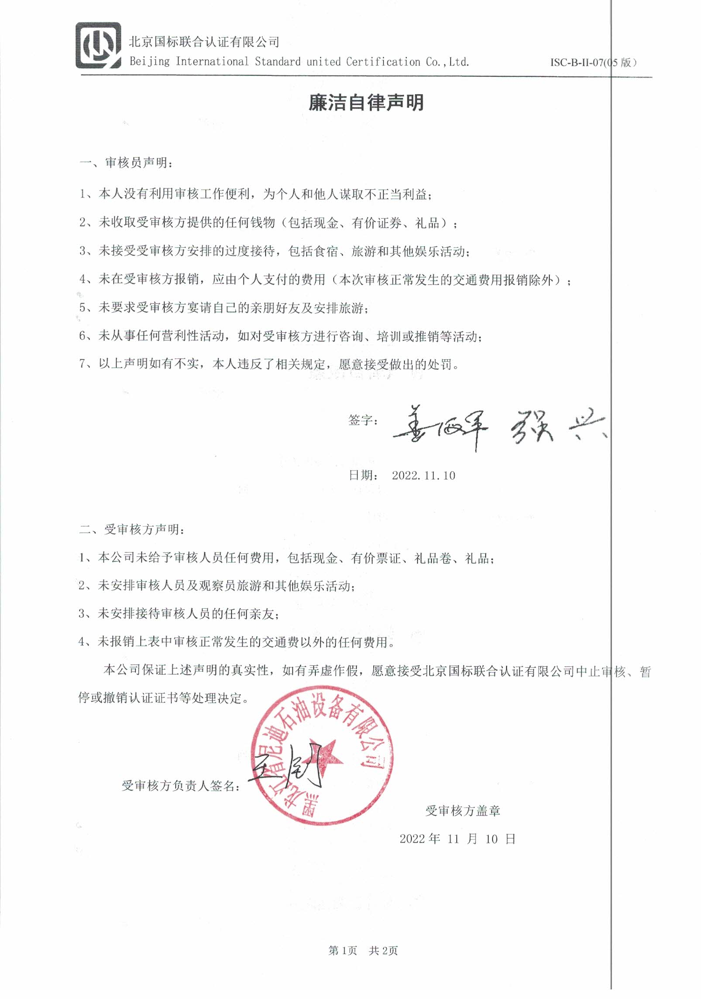 北京国标联合认证有限公司
Beijing International Standard united Certification Co.,Ltd.
ISC-B-II-07(05 版）
廉洁自律声明
一、审核员声明：
1、本人没有利用审核工作便利，为个人和他人谋取不正当利益；
2、未收取受审核方提供的任何钱物（包括现金、有价证券、礼品）；
3、未接受受审核方安排的过度接待，包括食宿、旅游和其他娱乐活动；
4、未在受审核方报销，应由个人支付的费用（本次审核正常发生的交通费用报销除外）；
5、未要求受审核方宴请自己的亲朋好友及安排旅游；
6、未从事任何营利性活动，如对受审核方进行咨询、培训或推销等活动；
7、以上声明如有不实，本人违反了相关规定，愿意接受做出的处罚。
签字： 强兴
日期： 2022.11.10
二、受审核方声明：
1、本公司未给予审核人员任何费用，包括现金、有价票证、礼品卷、礼品；
2、未安排审核人员及观察员旅游和其他娱乐活动；
3、未安排接待审核人员的任何亲友；
4、未报销上表中审核正常发生的交通费以外的任何费用。
本公司保证上述声明的真实性，如有弄虚作假，愿意接受北京国标联合认证有限公司中止审核、暂
停或撤销认证证书等处理决定。
黑龙江省尼迪石油设备有限公司
受审核方负责人签名：
受审核方盖章
2022 年 11 月 10 日
第 1页 共 2页